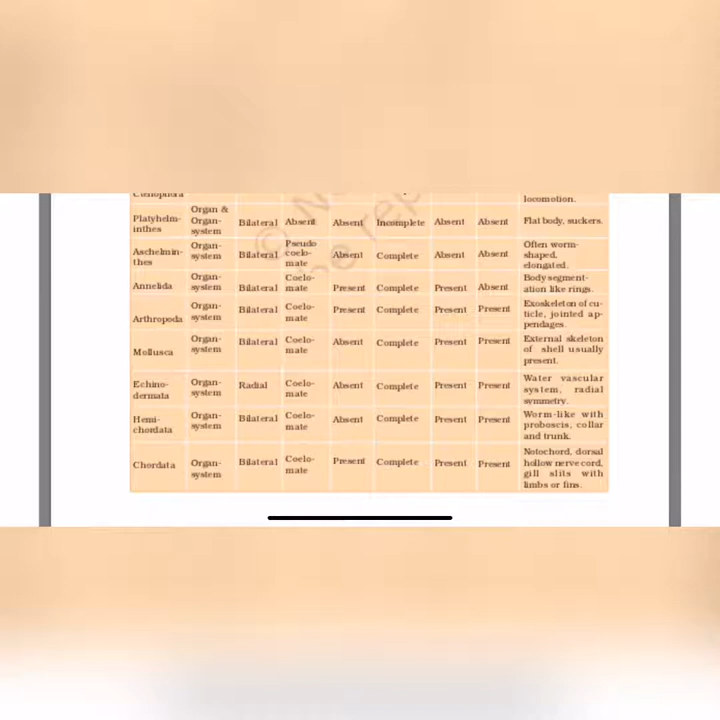 Ctenophora
locomotion.
Platyhelm-
inthes
Organ &
Organ-
system
Bilateral
Absent
Absent
Incomplete
Absent
Absent
Flat body, suckers.
Aschelmin-
thes
Organ-
system
Bilateral
Pseudo
coelo-
mate
Absent
Complete
Absent
Absent
Often worm-
shaped,
elongated.
Annelida
Organ-
system
Bilateral
Coelo-
mate
Present
Complete
Present
Absent
Body segment-
ation like rings.
Arthropoda
Organ-
system
Bilateral
Coelo-
mate
Present
Complete
Present
Present
Exoskeleton of cu-
ticle, jointed ap-
pendages.
Mollusca
Organ-
system
Bilateral
Coelo-
mate
Absent
Complete
Present
Present
External skeleton
of shell usually
present.
Echino-
dermata
Organ-
system
Radial
Coelo-
mate
Absent
Complete
Present
Present
Water vascular
system, radial
symmetry.
Hemi-
chordata
Organ-
system
Bilateral
Coelo-
mate
Absent
Complete
Present
Present
Worm-like with
proboscis, collar
and trunk.
Chordata
Organ-
system
Bilateral
Coelo-
mate
Present
Complete
Present
Present
Notochord, dorsal
hollow nerve cord,
gill slits with
limbs or fins.